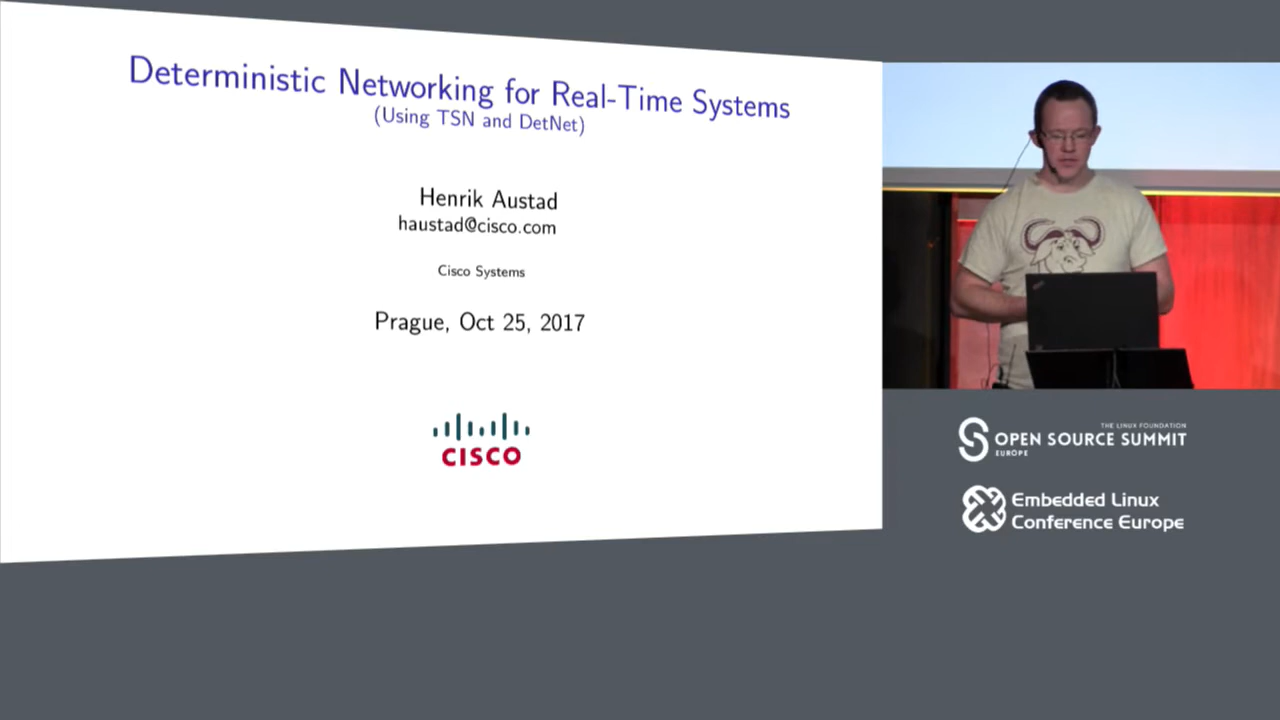 Deterministic Networking for Real-Time Systems
(Using TSN and DetNet)
Henrik Austad
haustad@cisco.com
Cisco Systems
Prague, Oct 25, 2017
CISCO
THE LINUX FOUNDATION
OPEN SOURCE SUMMIT
EUROPE
Embedded Linux
Conference Europe